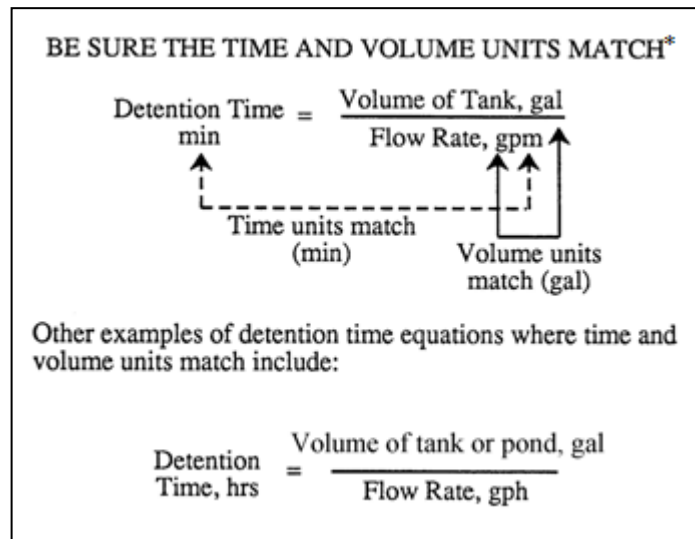 BE SURE THE TIME AND VOLUME UNITS MATCH*
Detention Time = Volume of Tank, gal
min Flow Rate, gpm
Time units match
(min)
Volume units
match (gal)
Other examples of detention time equations where time and
volume units match include:
Detention
Time, hrs = Volume of tank or pond, gal
Flow Rate, gph